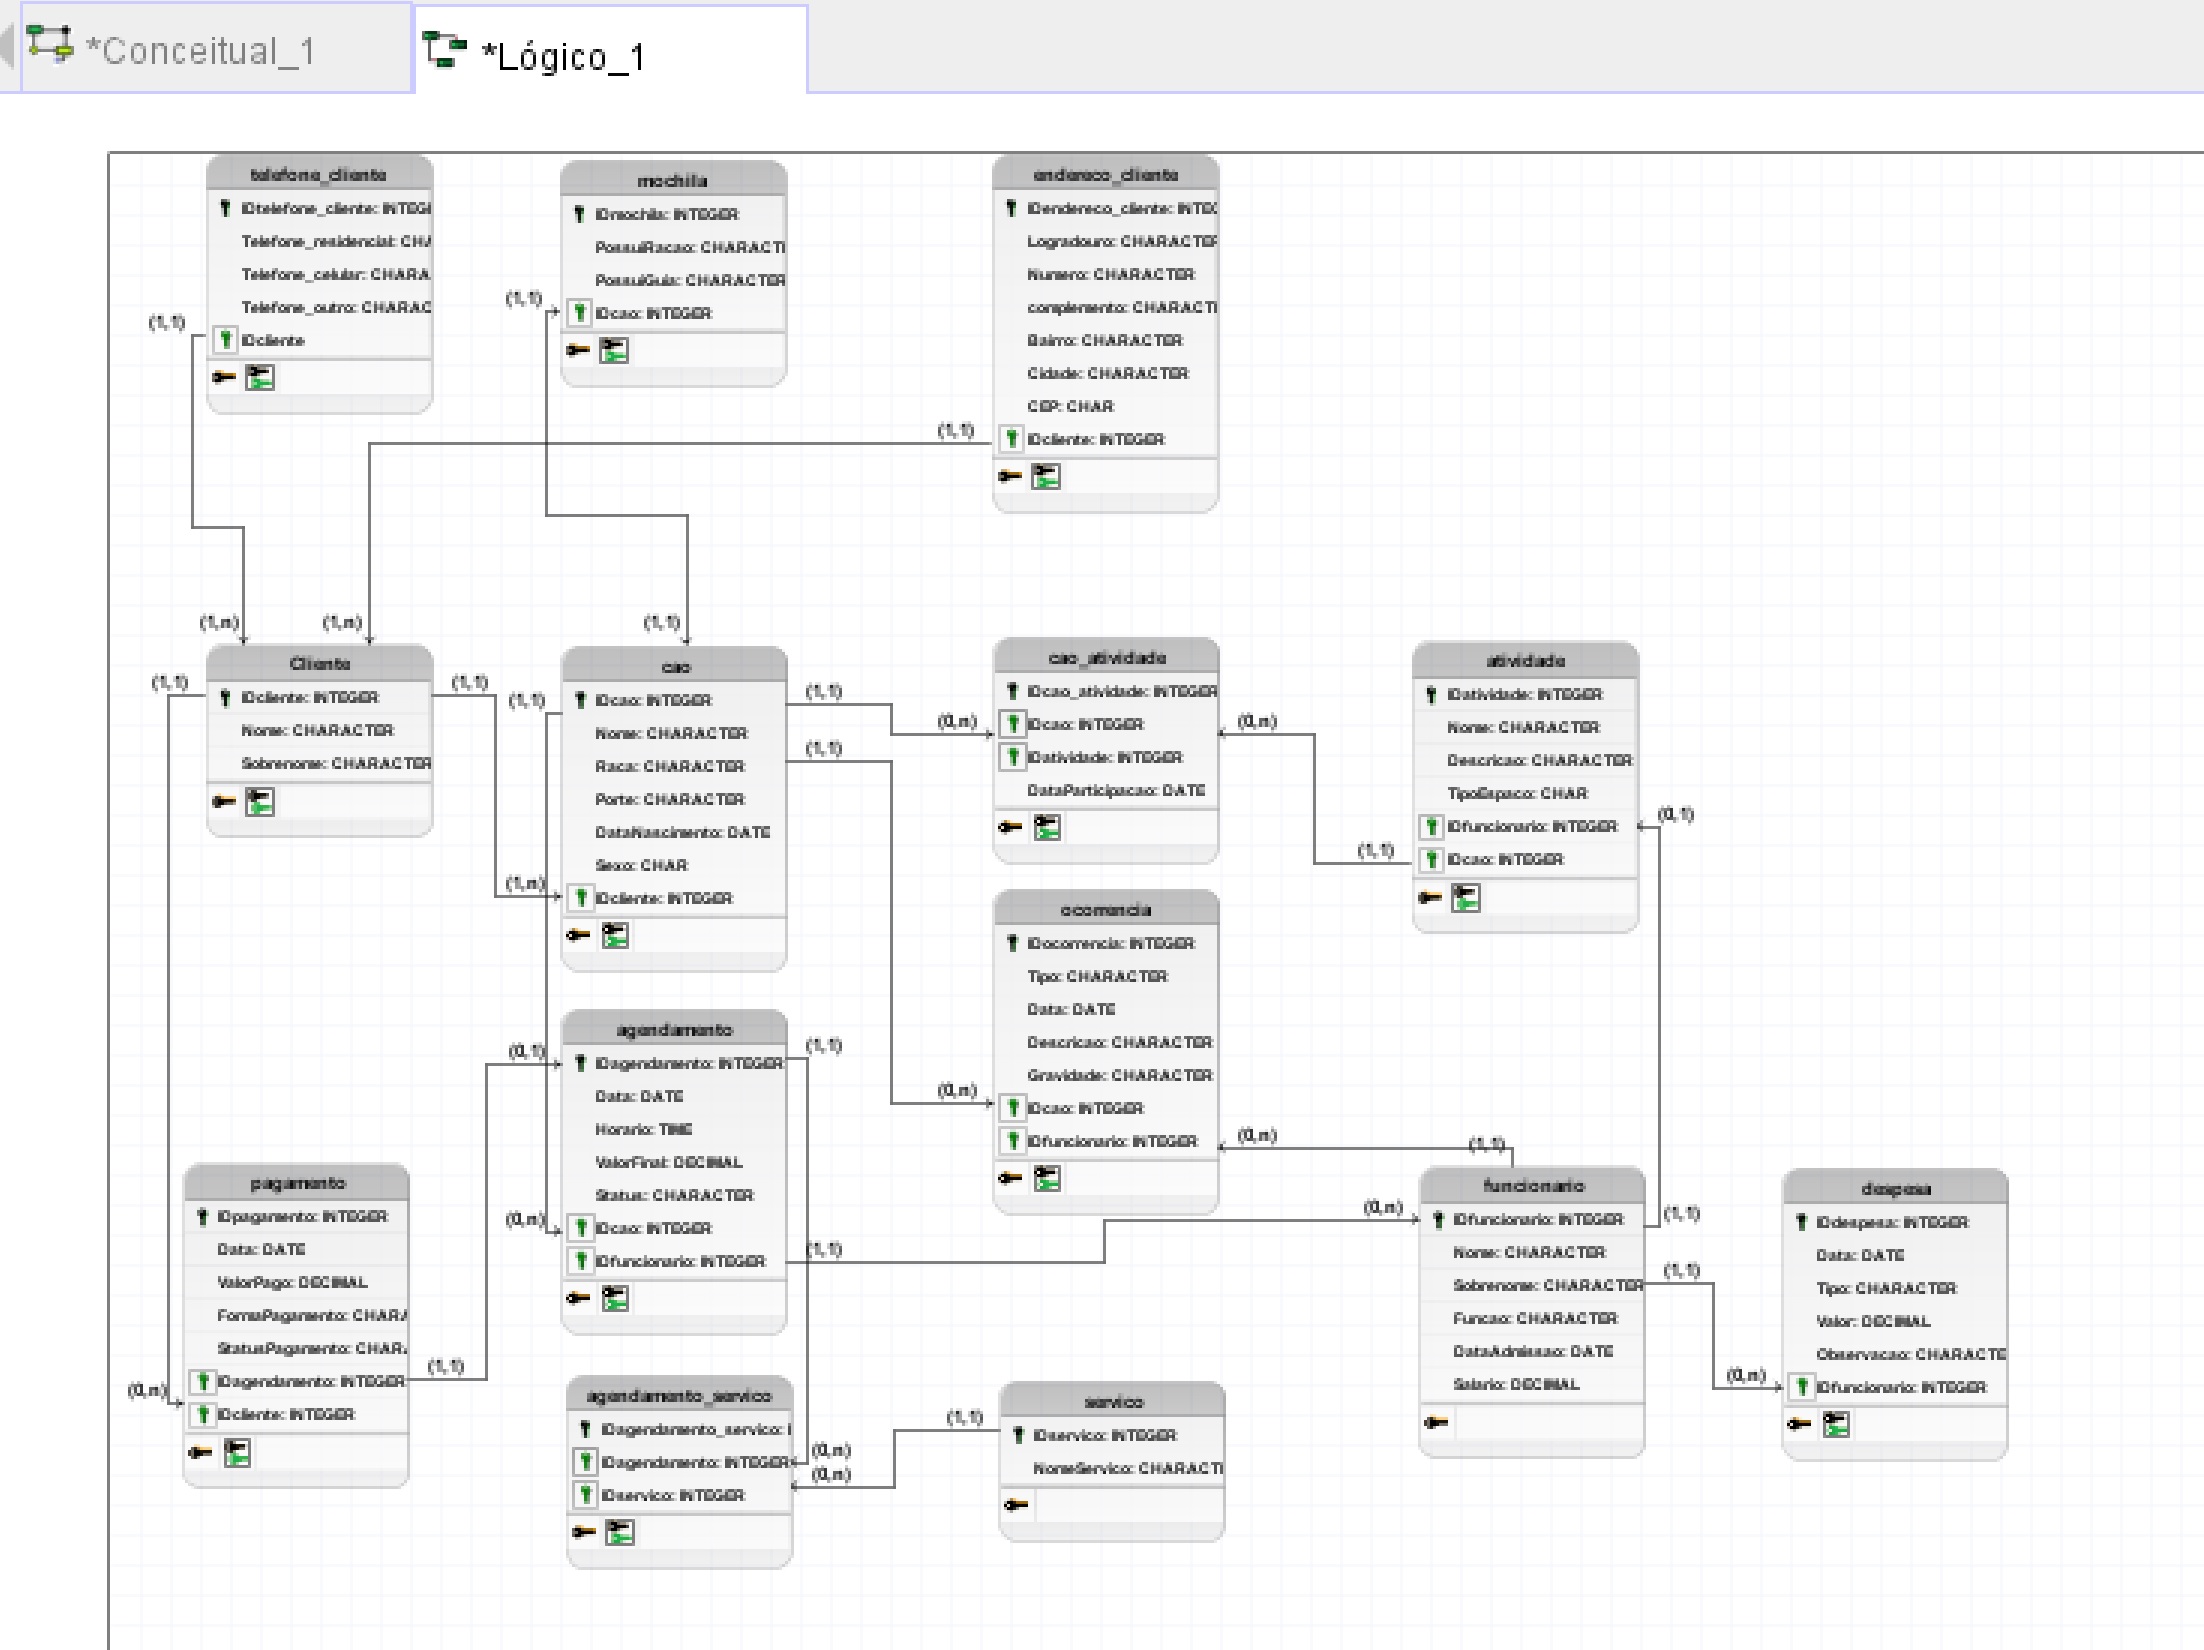 *Conceitual_1
*Lógico_1
telefone_cliente
IDtelefone_cliente: INTEG
Telefone_residencial: CHA
Telefone_celular: CHARA
Telefone_outro: CHARAC
IDcliente
(1,1)
mochila
IDmochila: INTEGER
PossuiRacao: CHARACT
PossuiGuia: CHARACTER
IDcao: INTEGER
(1,1)
endereco_cliente
IDendereco_cliente: INTEG
Logradouro: CHARACTER
Numero: CHARACTER
complemento: CHARACT
Bairro: CHARACTER
Cidade: CHARACTER
CEP: CHAR
IDcliente: INTEGER
(1,1)
(1,n)
(1,n)
(1,1)
Cliente
IDcliente: INTEGER
Nome: CHARACTER
Sobrenome: CHARACTER
(1,1)
(1,1)
cao
IDcao: INTEGER
Nome: CHARACTER
Raca: CHARACTER
Porte: CHARACTER
DataNascimento: DATE
Sexo: CHAR
IDcliente: INTEGER
(1,1)
(1,n)
(1,1)
(1,1)
cao_atividade
IDcao_atividade: INTEGER
IDcao: INTEGER
IDatividade: INTEGER
DataParticipacao: DATE
(0,n)
(0,n)
atividade
IDatividade: INTEGER
Nome: CHARACTER
Descricao: CHARACTER
TipoEspaco: CHAR
IDfuncionario: INTEGER
IDcao: INTEGER
(0,1)
(1,1)
ocorrencia
IDocorrencia: INTEGER
Tipo: CHARACTER
Data: DATE
Descricao: CHARACTER
Gravidade: CHARACTER
IDcao: INTEGER
IDfuncionario: INTEGER
(0,n)
(0,n)
agendamento
IDagendamento: INTEGER
Data: DATE
Horario: TIME
ValorFinal: DECIMAL
Status: CHARACTER
IDcao: INTEGER
IDfuncionario: INTEGER
(0,1)
(1,1)
(0,n)
(1,1)
pagamento
IDpagamento: INTEGER
Data: DATE
ValorPago: DECIMAL
FormaPagamento: CHARA
StatusPagamento: CHAR
IDagendamento: INTEGER
IDcliente: INTEGER
(1,1)
(0,n)
funcionario
IDfuncionario: INTEGER
Nome: CHARACTER
Sobrenome: CHARACTER
Funcao: CHARACTER
DataAdmissao: DATE
Salario: DECIMAL
(1,1)
(0,n)
(1,1)
(1,1)
despesa
IDdespesa: INTEGER
Data: DATE
Tipo: CHARACTER
Valor: DECIMAL
Observacao: CHARACTE
IDfuncionario: INTEGER
(0,n)
agendamento_servico
IDagendamento_servico: I
IDagendamento: INTEGER
IDservico: INTEGER
(0,n)
(0,n)
servico
IDservico: INTEGER
NomeServico: CHARACT
(1,1)